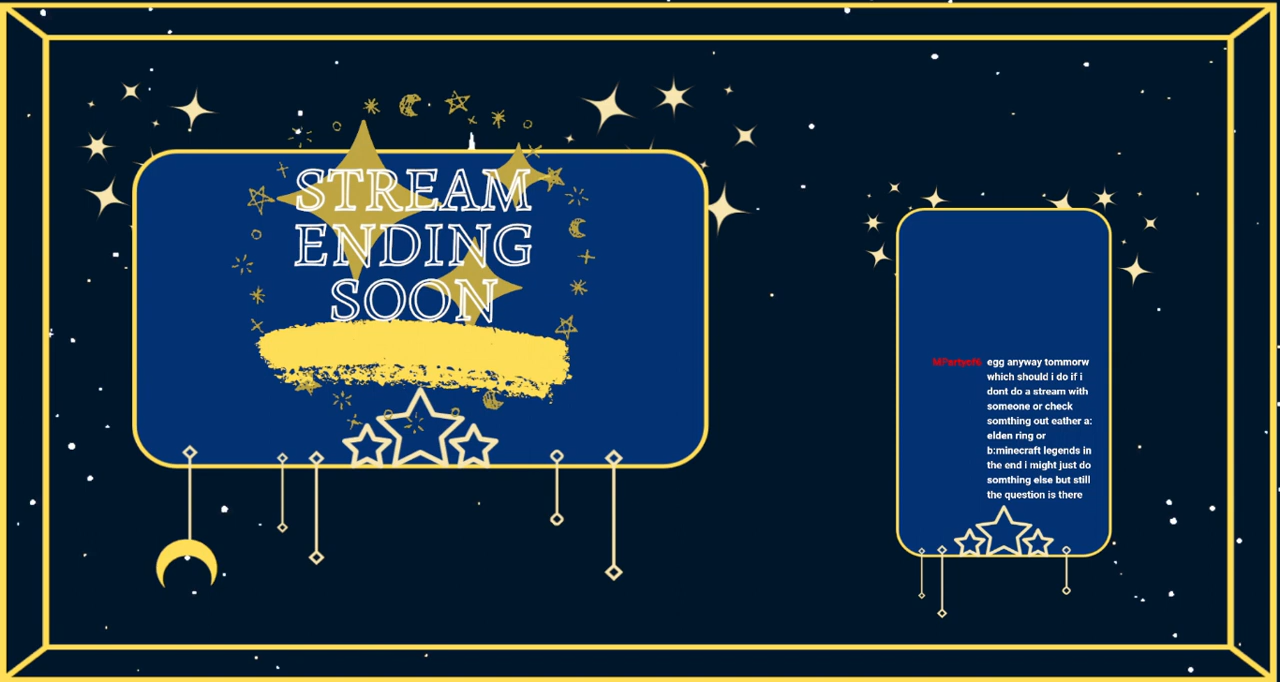 STREAM
ENDING
SOON
MPartyof6 egg anyway tommorw
which should i do if i
dont do a stream with
someone or check
somthing out eather a:
elden ring or
b:minecraft legends in
the end i might just do
somthing else but still
the question is there